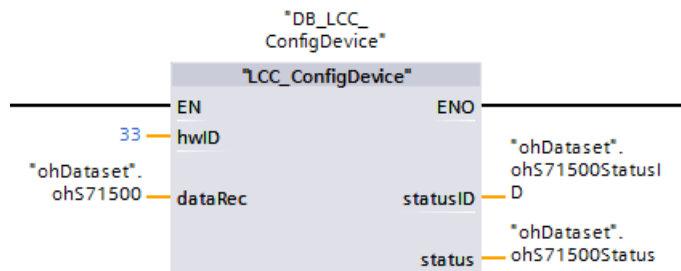 "DB_LCC_
ConfigDevice"
"LCC_ConfigDevice"
EN
ENO
33
hwID
"ohDataset".
ohS71500
dataRec
statusID
"ohDataset".
ohS71500StatusI
D
status
"ohDataset".
ohS71500Status